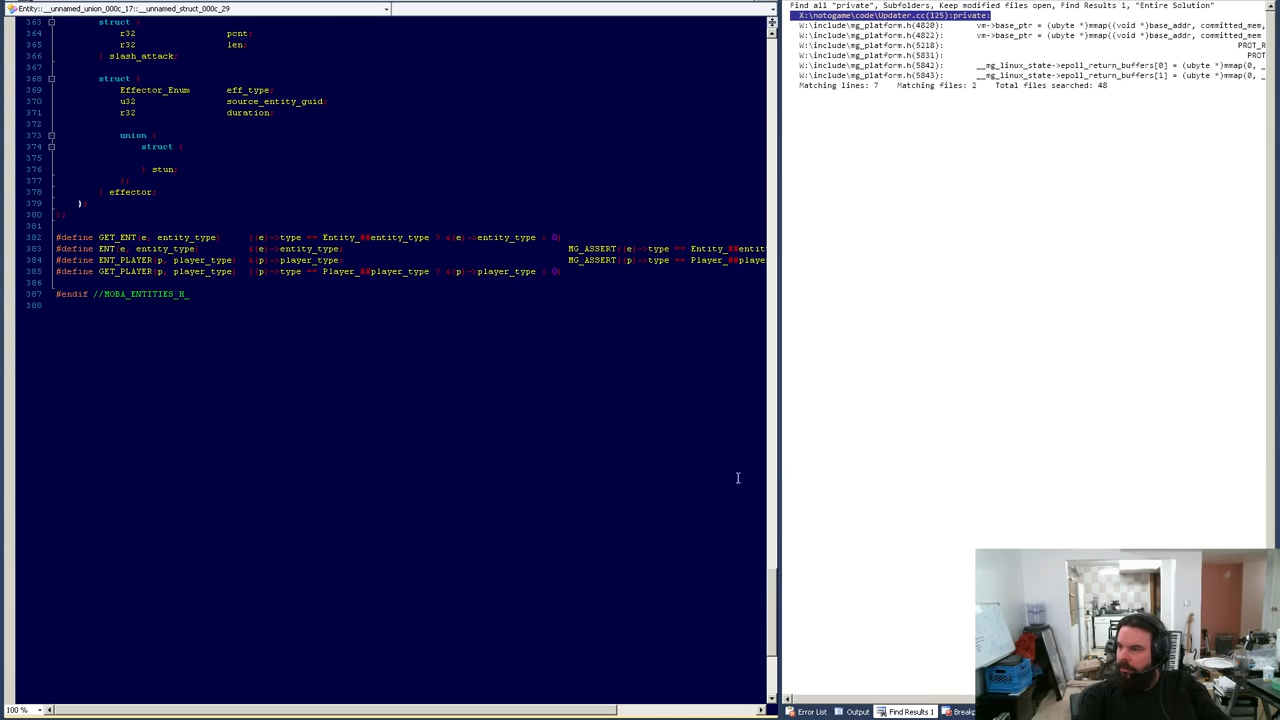 Entity::__unnamed_union_000c_17::__unnamed_struct_000c_29
363 struct {
364 r32 pcnt;
365 r32 len;
366 } slash_attack;
367
368 struct {
369 Effector_Enum eff_type;
370 u32 source_entity_guid;
371 r32 duration;
372
373 union {
374 struct {
375
376 } stun;
377 };
378 } effector;
379 };
380 };
381
382 #define GET_ENT(e, entity_type) ((e)->type == Entity_##entity_type ? &(e)->entity_type : 0)
383 #define ENT(e, entity_type) &(e)->entity_type; MG_ASSERT((e)->type == Entity_##entit
384 #define ENT_PLAYER(p, player_type) &(p)->player_type; MG_ASSERT((p)->type == Player_##player
385 #define GET_PLAYER(p, player_type) ((p)->type == Player_##player_type ? &(p)->player_type : 0)
386
387 #endif //MOBA_ENTITIES_H_
388
100 %
Find all "private", Subfolders, Keep modified files open, Find Results 1, "Entire Solution"
X:\notogame\code\Updater.cc(125):private:
W:\include\mg_platform.h(4820): vm->base_ptr = (ubyte *)mmap((void *)base_addr, committed_mem,
W:\include\mg_platform.h(4822): vm->base_ptr = (ubyte *)mmap((void *)base_addr, committed_mem
W:\include\mg_platform.h(5218): PROT_R
W:\include\mg_platform.h(5831): PROT
W:\include\mg_platform.h(5842): __mg_linux_state->epoll_return_buffers[0] = (ubyte *)mmap(0, _
W:\include\mg_platform.h(5843): __mg_linux_state->epoll_return_buffers[1] = (ubyte *)mmap(0, _
Matching lines: 7 Matching files: 2 Total files searched: 48
Error List Output Find Results 1 Breakp